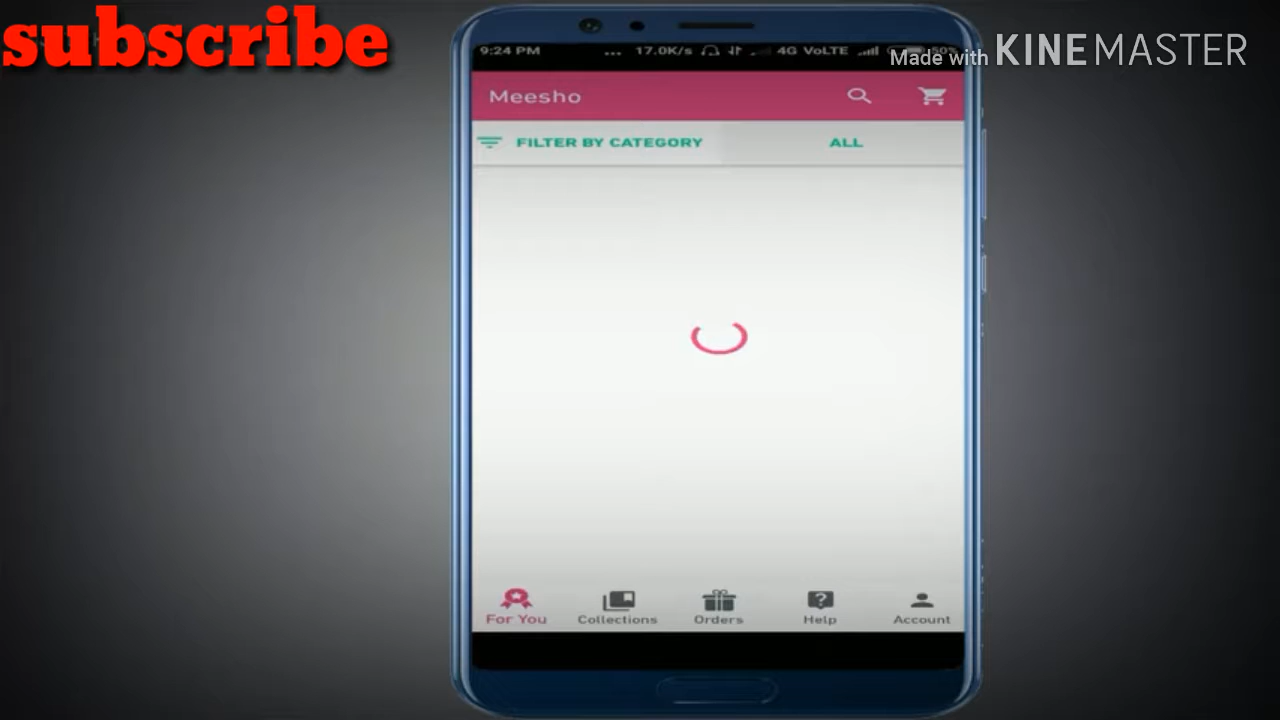 subscribe
Made with KINEMASTER
9:24 PM ... 17.0K/s 4G VoLTE 50%
Meesho
FILTER BY CATEGORY ALL
For You Collections Orders Help Account